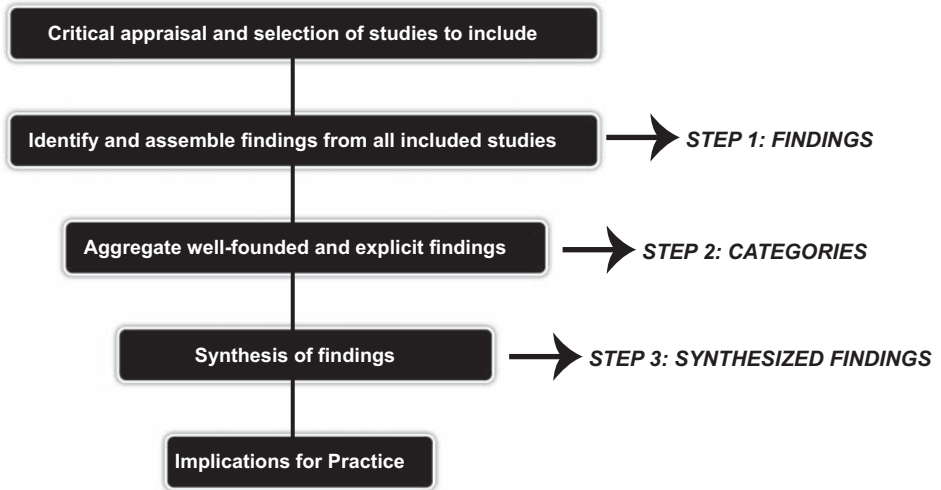 Critical appraisal and selection of studies to include
Identify and assemble findings from all included studies
STEP 1: FINDINGS
Aggregate well-founded and explicit findings
STEP 2: CATEGORIES
Synthesis of findings
STEP 3: SYNTHESIZED FINDINGS
Implications for Practice